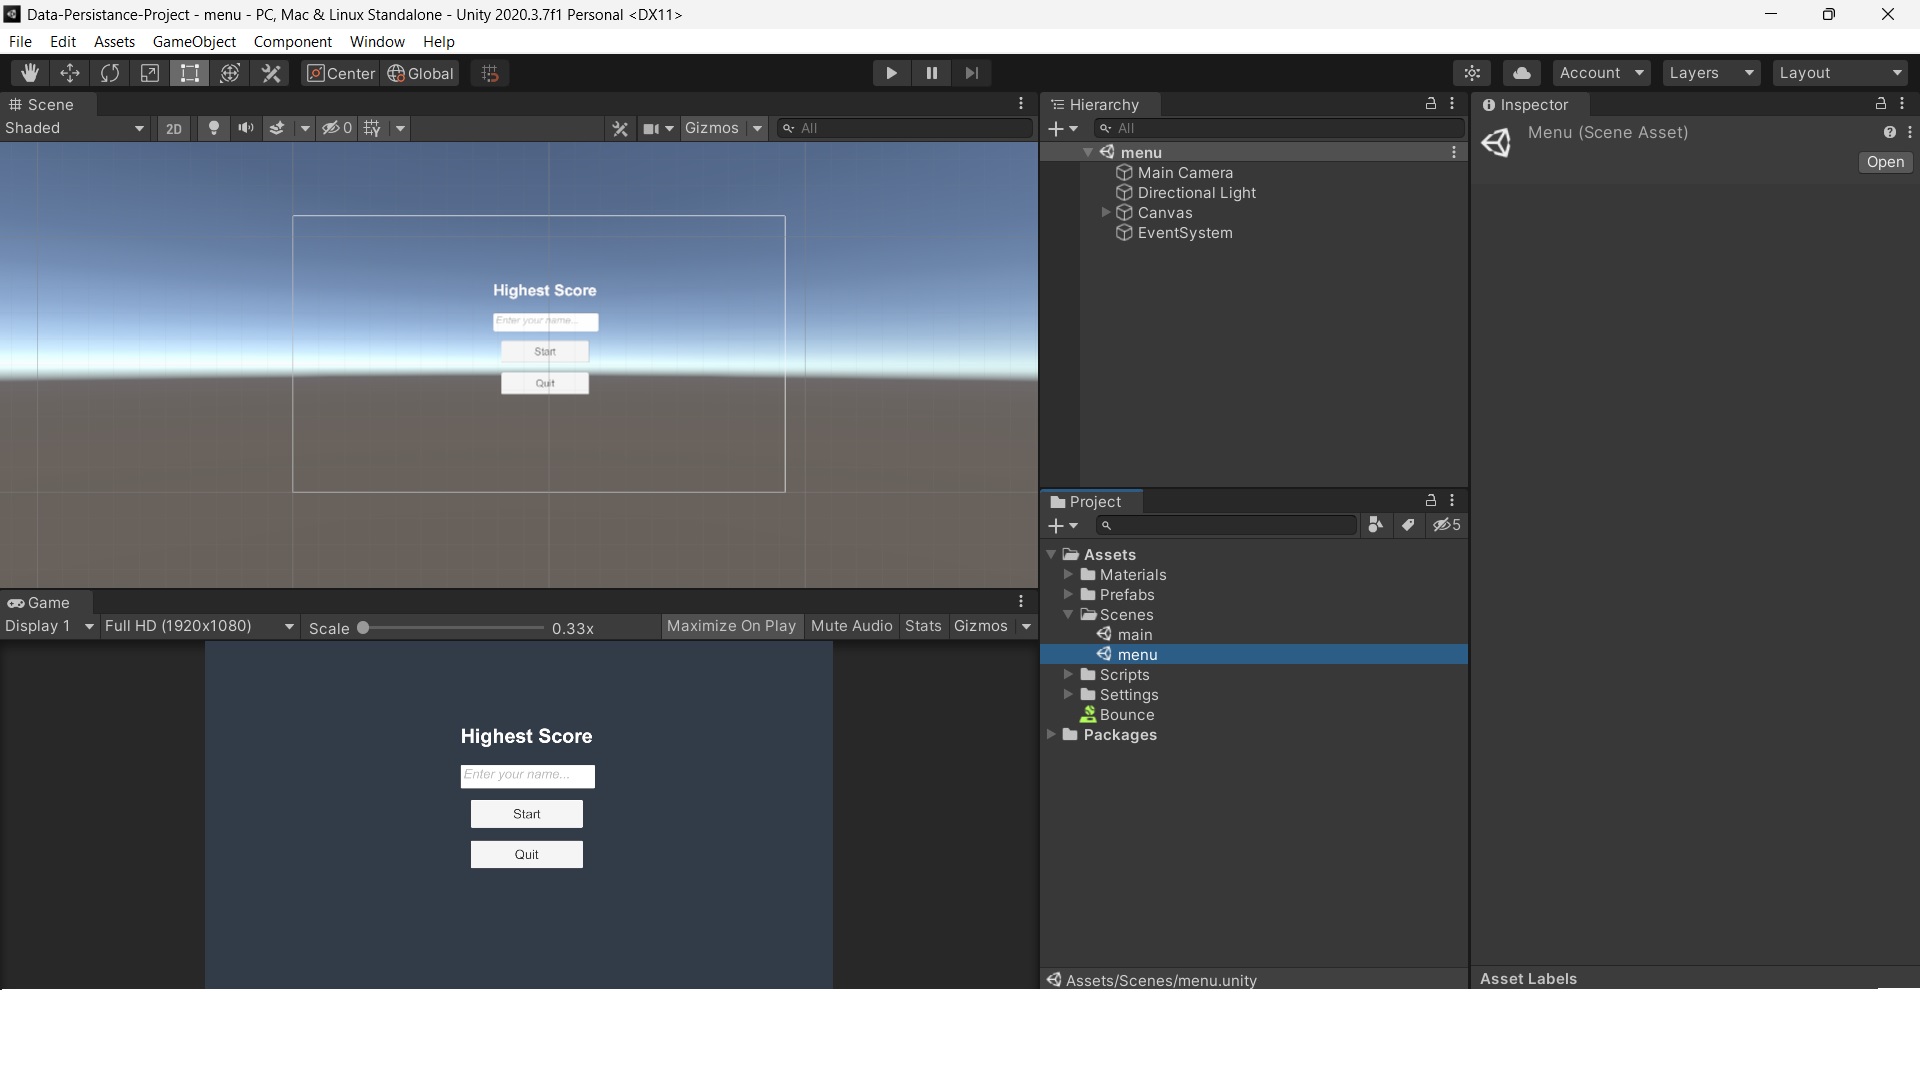 Data-Persistance-Project - menu - PC, Mac & Linux Standalone - Unity 2020.3.7f1 Personal <DX11>
File Edit Assets GameObject Component Window Help
Center Global Account Layers Layout
Scene
Shaded 2D 0 Gizmos All
Highest Score
Enter your name...
Start
Quit
Game
Display 1 Full HD (1920x1080) Scale 0.33x Maximize On Play Mute Audio Stats Gizmos
Highest Score
Enter your name...
Start
Quit
Hierarchy
All
menu
Main Camera
Directional Light
Canvas
EventSystem
Project
5
Assets
Materials
Prefabs
Scenes
main
menu
Scripts
Settings
Bounce
Packages
Assets/Scenes/menu.unity
Inspector
Menu (Scene Asset)
Open
Asset Labels